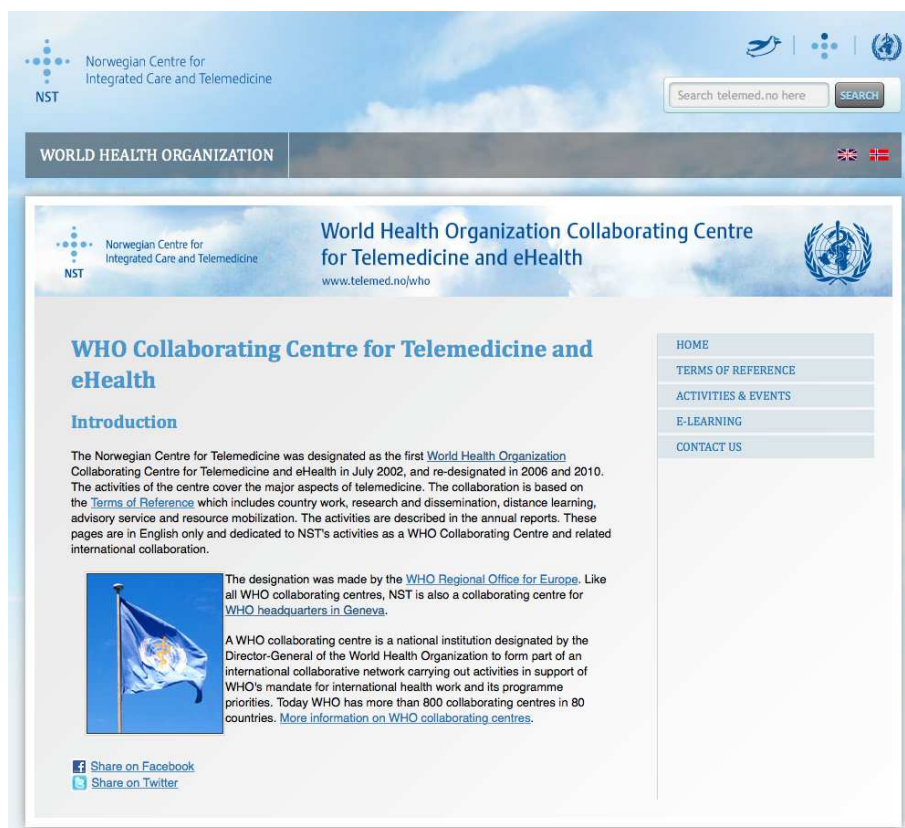 Norwegian Centre for
Integrated Care and Telemedicine
NST
Search telemed.no here
SEARCH
WORLD HEALTH ORGANIZATION
Norwegian Centre for
Integrated Care and Telemedicine
NST
World Health Organization Collaborating Centre
for Telemedicine and eHealth
www.telemed.no/who
WHO Collaborating Centre for Telemedicine and
eHealth
Introduction
The Norwegian Centre for Telemedicine was designated as the first World Health Organization
Collaborating Centre for Telemedicine and eHealth in July 2002, and re-designated in 2006 and 2010.
The activities of the centre cover the major aspects of telemedicine. The collaboration is based on
the Terms of Reference which includes country work, research and dissemination, distance learning,
advisory service and resource mobilization. The activities are described in the annual reports. These
pages are in English only and dedicated to NST's activities as a WHO Collaborating Centre and related
international collaboration.
The designation was made by the WHO Regional Office for Europe. Like
all WHO collaborating centres, NST is also a collaborating centre for
WHO headquarters in Geneva.
A WHO collaborating centre is a national institution designated by the
Director-General of the World Health Organization to form part of an
international collaborative network carrying out activities in support of
WHO's mandate for international health work and its programme
priorities. Today WHO has more than 800 collaborating centres in 80
countries. More information on WHO collaborating centres.
Share on Facebook
Share on Twitter
HOME
TERMS OF REFERENCE
ACTIVITIES & EVENTS
E-LEARNING
CONTACT US